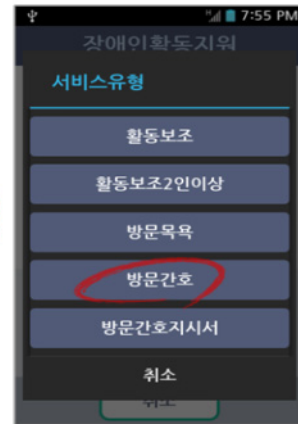 7:55 PM
장애인활동지원
서비스유형
활동보조
활동보조2인이상
방문목욕
방문간호
방문간호지시서
취소
취소